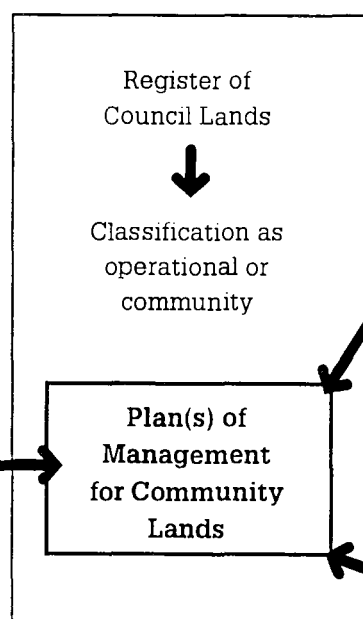 Register of
Council Lands
Classification as
operational or
community
Plan(s) of
Management
for Community
Lands